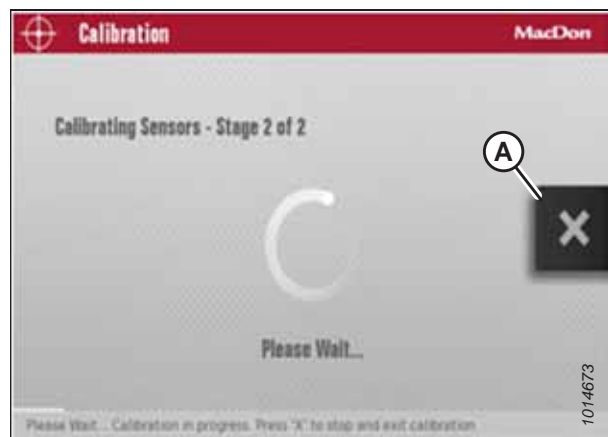 Calibration
MacDon
Calibrating Sensors - Stage 2 of 2
A
X
Please Wait...
Please Wait... Calibration in progress. Press "X" to stop and exit calibration
1014673